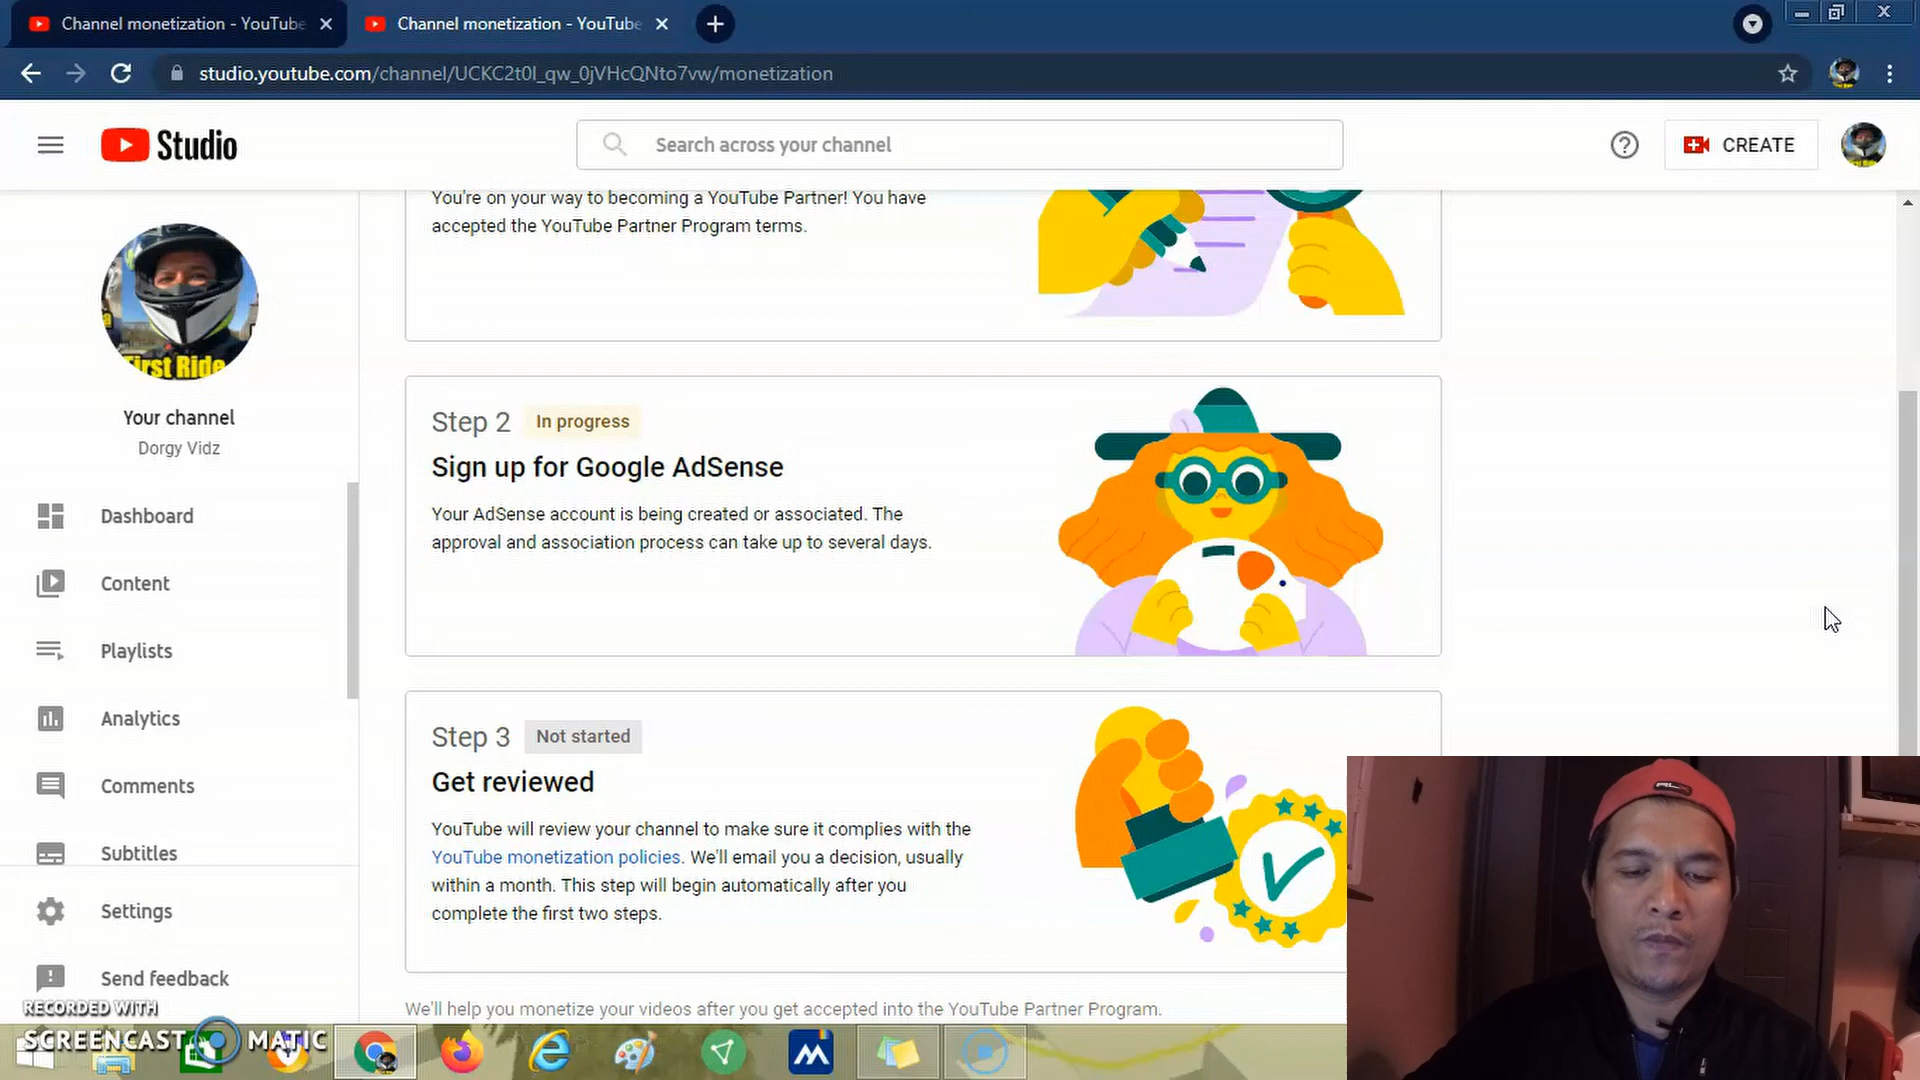 Channel monetization - YouTube
Channel monetization - YouTube
studio.youtube.com/channel/UCKC2t0I_qw_0jVHcQNto7vw/monetization
Studio
Search across your channel
CREATE
You're on your way to becoming a YouTube Partner! You have
accepted the YouTube Partner Program terms.
First Ride
Your channel
Dorgy Vidz
Dashboard
Content
Playlists
Analytics
Comments
Subtitles
Settings
Send feedback
Step 2 In progress
Sign up for Google AdSense
Your AdSense account is being created or associated. The
approval and association process can take up to several days.
Step 3 Not started
Get reviewed
YouTube will review your channel to make sure it complies with the
YouTube monetization policies. We'll email you a decision, usually
within a month. This step will begin automatically after you
complete the first two steps.
We'll help you monetize your videos after you get accepted into the YouTube Partner Program.
RECORDED WITH
SCREENCAST MATIC